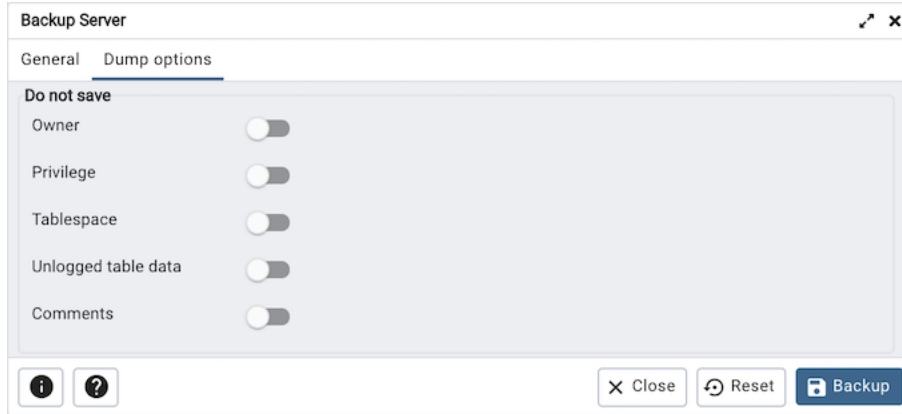 Backup Server
General Dump options
Do not save
Owner
Privilege
Tablespace
Unlogged table data
Comments
Close Reset Backup